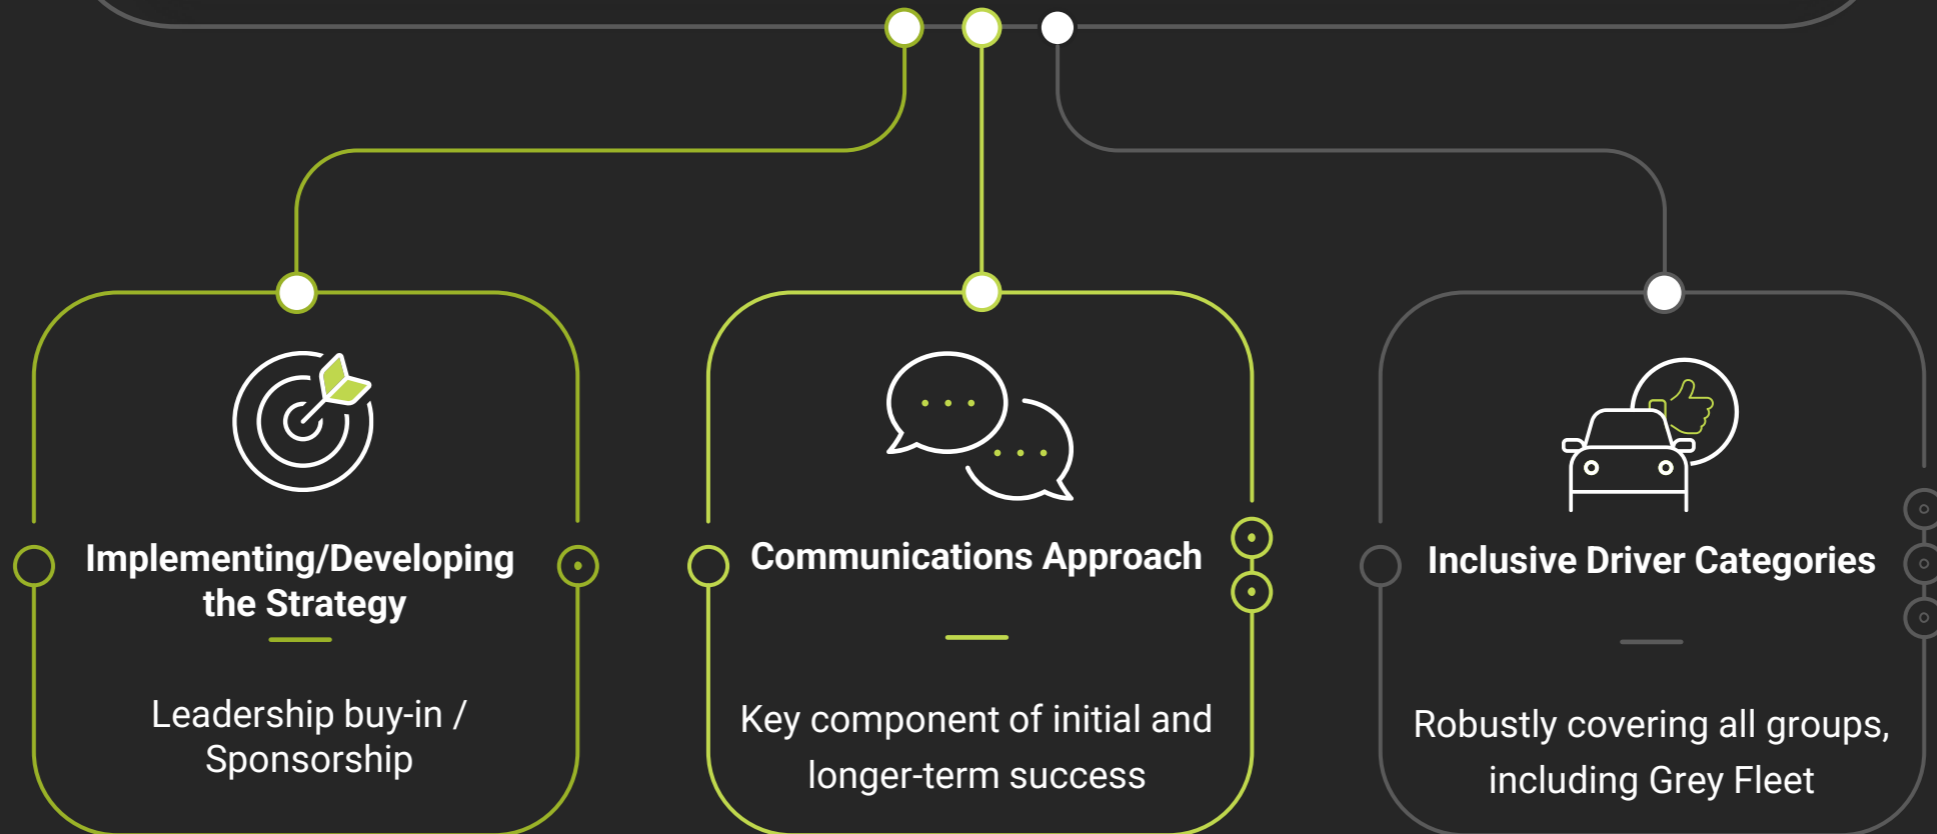 Implementing/Developing
the Strategy
Leadership buy-in /
Sponsorship
Communications Approach
Key component of initial and
longer-term success
Inclusive Driver Categories
Robustly covering all groups,
including Grey Fleet